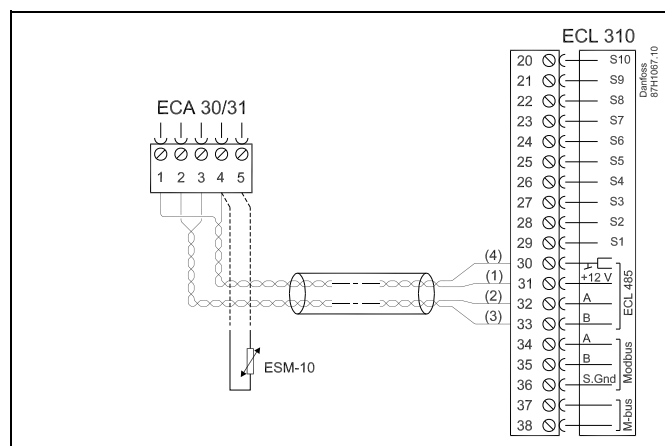 ECL 310
Danfoss
87H1067.10
ECA 30/31
1 2 3 4 5
20 S10
21 S9
22 S8
23 S7
24 S6
25 S5
26 S4
27 S3
28 S2
29 S1
(4) 30
(1) 31 +12 V
(2) 32 A
(3) 33 B
ECL 485
34 A
35 B
36 S.Gnd
Modbus
37
38
M-bus
ESM-10